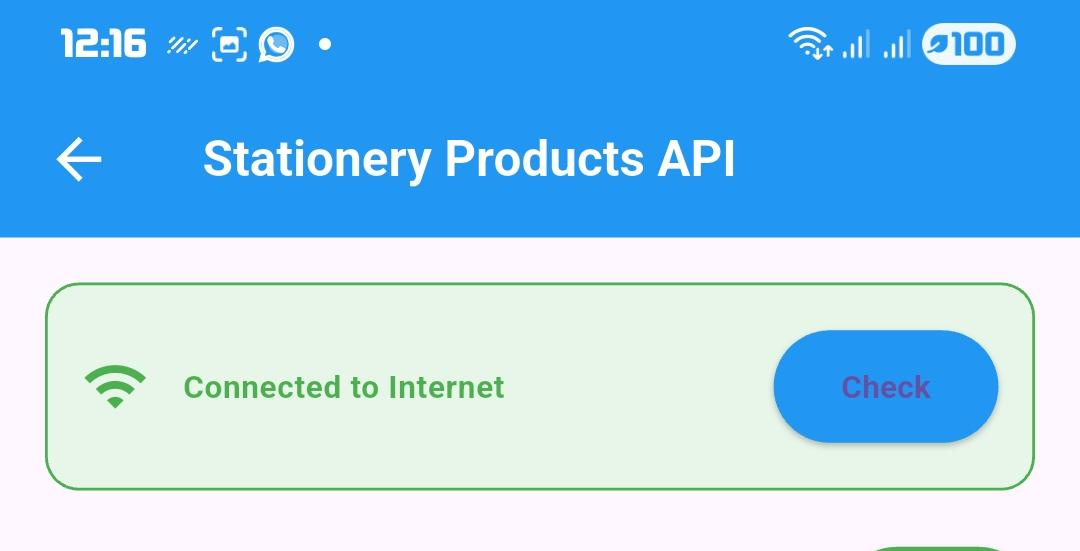 12:16
100
Stationery Products API
Connected to Internet
Check